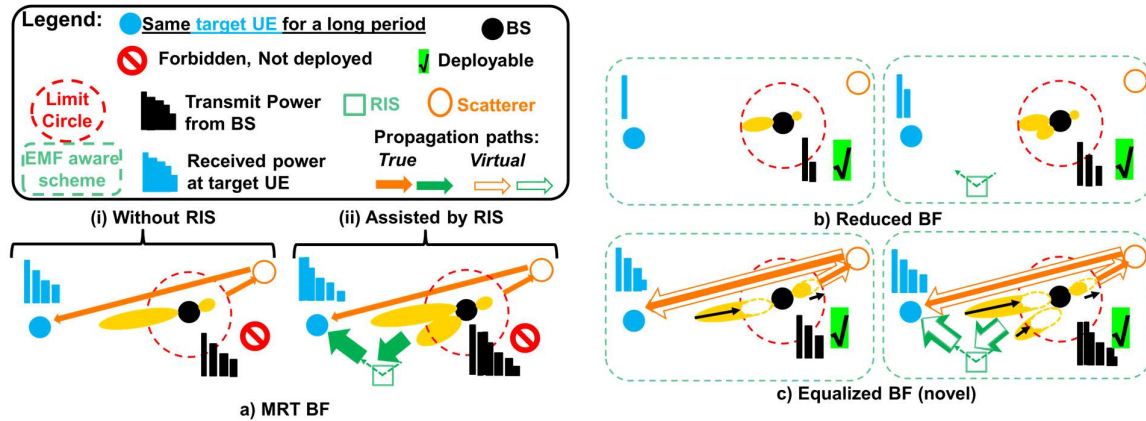 Legend:
Same target UE for a long period
BS
Forbidden, Not deployed
√ Deployable
Limit
Circle
Transmit Power
from BS
RIS
Scatterer
EMF aware
scheme
Received power
at target UE
Propagation paths:
True
Virtual
(i) Without RIS
(ii) Assisted by RIS
a) MRT BF
√
√
b) Reduced BF
√
√
c) Equalized BF (novel)